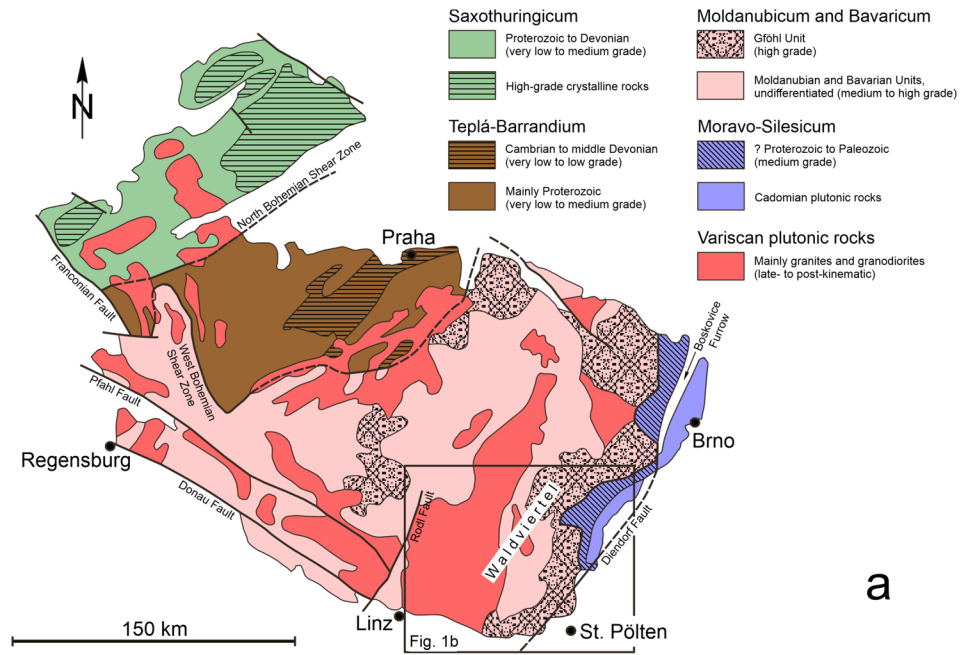 Saxothuringicum
Proterozoic to Devonian
(very low to medium grade)
High-grade crystalline rocks
Teplá-Barrandium
Cambrian to middle Devonian
(very low to low grade)
Mainly Proterozoic
(very low to medium grade)
Moldanubicum and Bavaricum
Gföhl Unit
(high grade)
Moldanubian and Bavarian Units,
undifferentiated (medium to high grade)
Moravo-Silesicum
? Proterozoic to Paleozoic
(medium grade)
Cadomian plutonic rocks
Variscan plutonic rocks
Mainly granites and granodiorites
(late- to post-kinematic)
N
North Bohemian Shear Zone
Praha
Franconian Fault
West Bohemian
Shear Zone
Pfahl Fault
Boskovice
Furrow
Brno
Regensburg
Donau Fault
Rodl Fault
Waldviertel
Diendorf Fault
a
Linz
St. Pölten
150 km
Fig. 1b